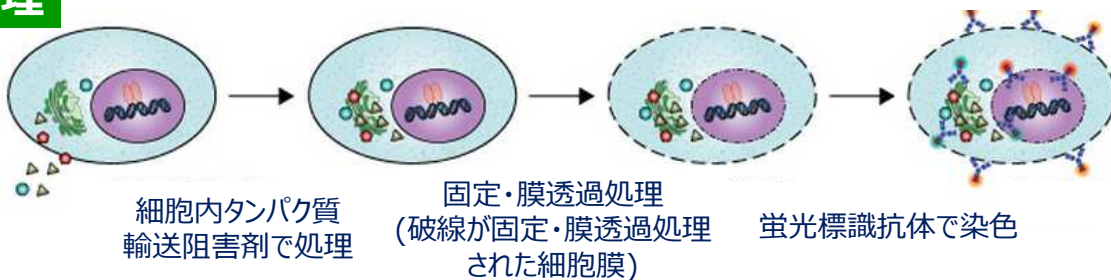 理
細胞内タンパク質
輸送阻害剤で処理
固定・膜透過処理
(破線が固定・膜透過処理
された細胞膜)
蛍光標識抗体で染色